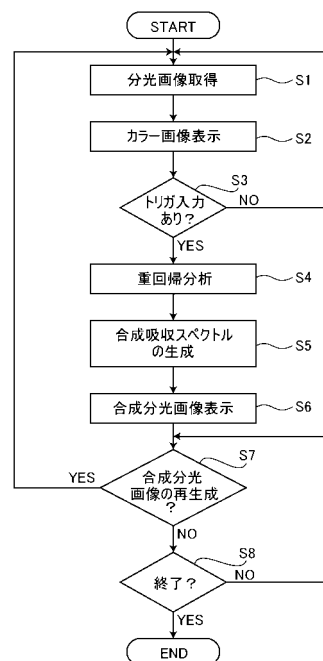 START
分光画像取得
S1
カラー画像表示
S2
S3
トリガ入力
あり?
NO
YES
重回帰分析
S4
合成吸収スペクトル
の生成
S5
合成分光画像表示
S6
S7
YES
合成分光
画像の再生成
?
NO
S8
終了?
NO
YES
END